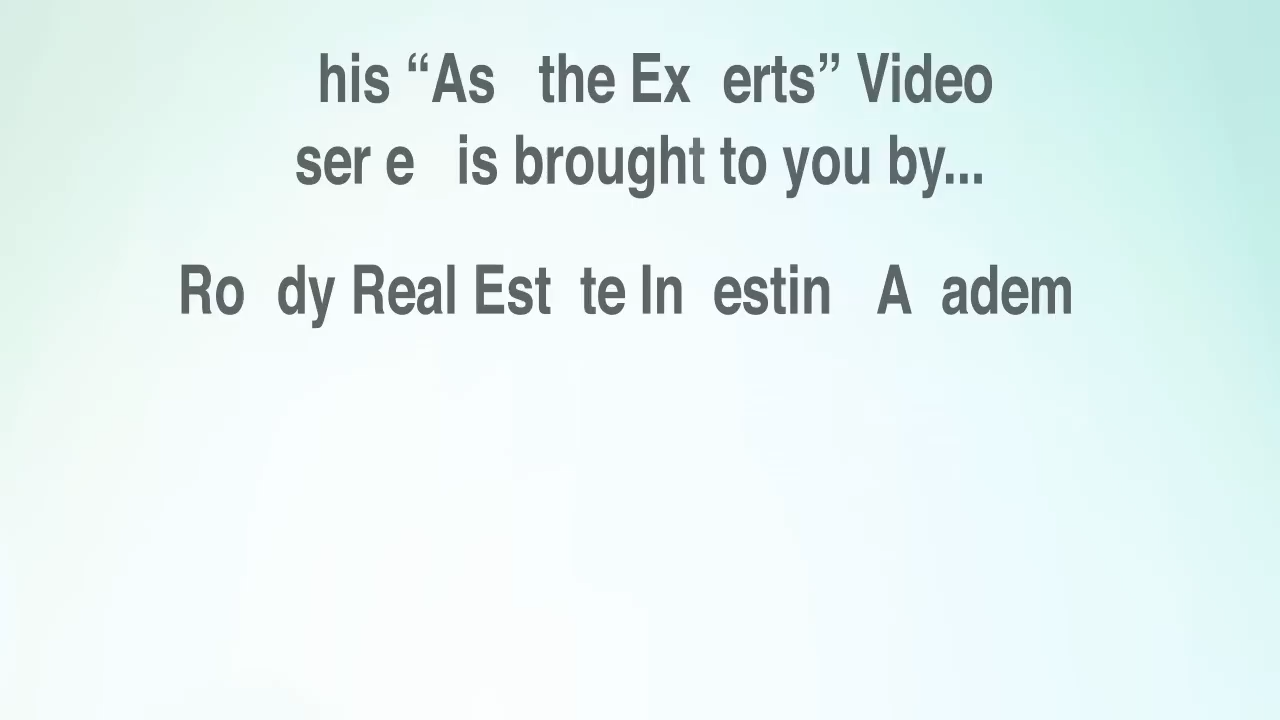 his “As the Ex erts” Video
ser e is brought to you by...
Ro dy Real Est te In estin A adem